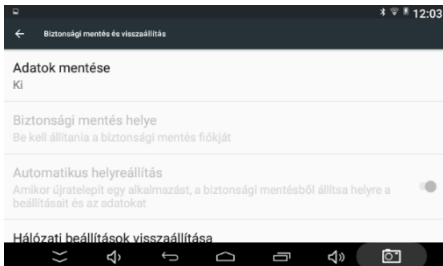 12:03
Biztonsági mentés és visszaállítás
Adatok mentése
Ki
Biztonsági mentés helye
Be kell állítania a biztonsági mentés fiókját
Automatikus helyreállítás
Amikor újratelepít egy alkalmazást, a biztonsági mentésből állítsa helyre a
beállításait és az adatokat
Hálózati beállítások visszaállítása